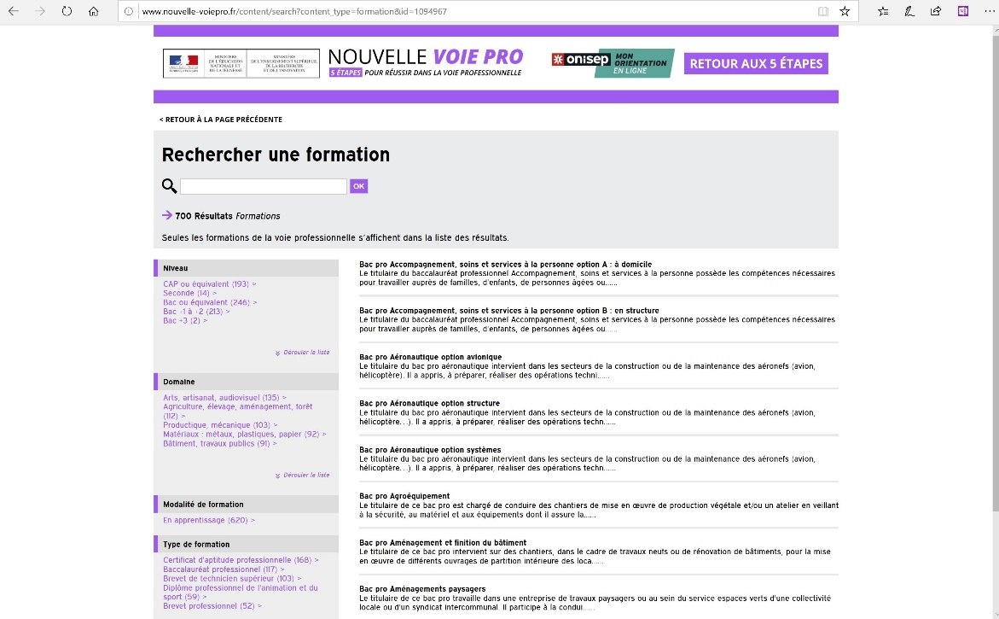 www.nouvelle-voiepro.fr/content/search?content_type=formation&id=1094967
MINISTÈRE
DE L'ÉDUCATION
NATIONALE ET
DE LA JEUNESSE
MINISTÈRE
DE L'ENSEIGNEMENT SUPÉRIEUR,
DE LA RECHERCHE
ET DE L'INNOVATION
NOUVELLE VOIE PRO
5 ÉTAPES POUR RÉUSSIR DANS LA VOIE PROFESSIONNELLE
onisep
MON
ORIENTATION
EN LIGNE
RETOUR AUX 5 ÉTAPES
< RETOUR À LA PAGE PRÉCÉDENTE
Rechercher une formation
OK
700 Résultats Formations
Seules les formations de la voie professionnelle s'affichent dans la liste des résultats.
Niveau
CAP ou équivalent (193) >
Seconde (14) >
Bac ou équivalent (246) >
Bac +1 à +2 (213) >
Bac +3 (2) >
Dérouler la liste
Domaine
Arts, artisanat, audiovisuel (135) >
Agriculture, élevage, aménagement, forêt
(112) >
Productique, mécanique (103) >
Matériaux : métaux, plastiques, papier (92) >
Bâtiment, travaux publics (91) >
Dérouler la liste
Modalité de formation
En apprentissage (620) >
Type de formation
Certificat d'aptitude professionnelle (168) >
Baccalauréat professionnel (117) >
Brevet de technicien supérieur (103) >
Diplôme professionnel de l'animation et du
sport (59) >
Brevet professionnel (52) >
Bac pro Accompagnement, soins et services à la personne option A : à domicile
Le titulaire du baccalauréat professionnel Accompagnement, soins et services à la personne possède les compétences nécessaires
pour travailler auprès de familles, d'enfants, de personnes âgées ou......
Bac pro Accompagnement, soins et services à la personne option B : en structure
Le titulaire du baccalauréat professionnel Accompagnement, soins et services à la personne possède les compétences nécessaires
pour travailler auprès de familles, d'enfants, de personnes âgées ou......
Bac pro Aéronautique option avionique
Le titulaire du bac pro aéronautique intervient dans les secteurs de la construction ou de la maintenance des aéronefs (avion,
hélicoptère). Il a appris, à préparer, réaliser des opérations techni......
Bac pro Aéronautique option structure
Le titulaire du bac pro aéronautique intervient dans les secteurs de la construction ou de la maintenance des aéronefs (avion,
hélicoptère...). Il a appris, à préparer, réaliser des opérations techn......
Bac pro Aéronautique option systèmes
Le titulaire du bac pro aéronautique intervient dans les secteurs de la construction ou de la maintenance des aéronefs (avion,
hélicoptère...). Il a appris, à préparer, réaliser des opérations techn......
Bac pro Agroéquipement
Le titulaire de ce bac pro est chargé de conduire des chantiers de mise en œuvre de production végétale et/ou un atelier en veillant
à la sécurité, au matériel et aux équipements dont il assure la......
Bac pro Aménagement et finition du bâtiment
Le titulaire de ce bac pro intervient sur des chantiers, dans le cadre de travaux neufs ou de rénovation de bâtiments, pour la mise
en œuvre de différents ouvrages de partition intérieure des loca......
Bac pro Aménagements paysagers
Le titulaire de ce bac pro travaille dans une entreprise de travaux paysagers ou au sein du service espaces verts d'une collectivité
locale ou d'un syndicat intercommunal. Il participe à la condui......